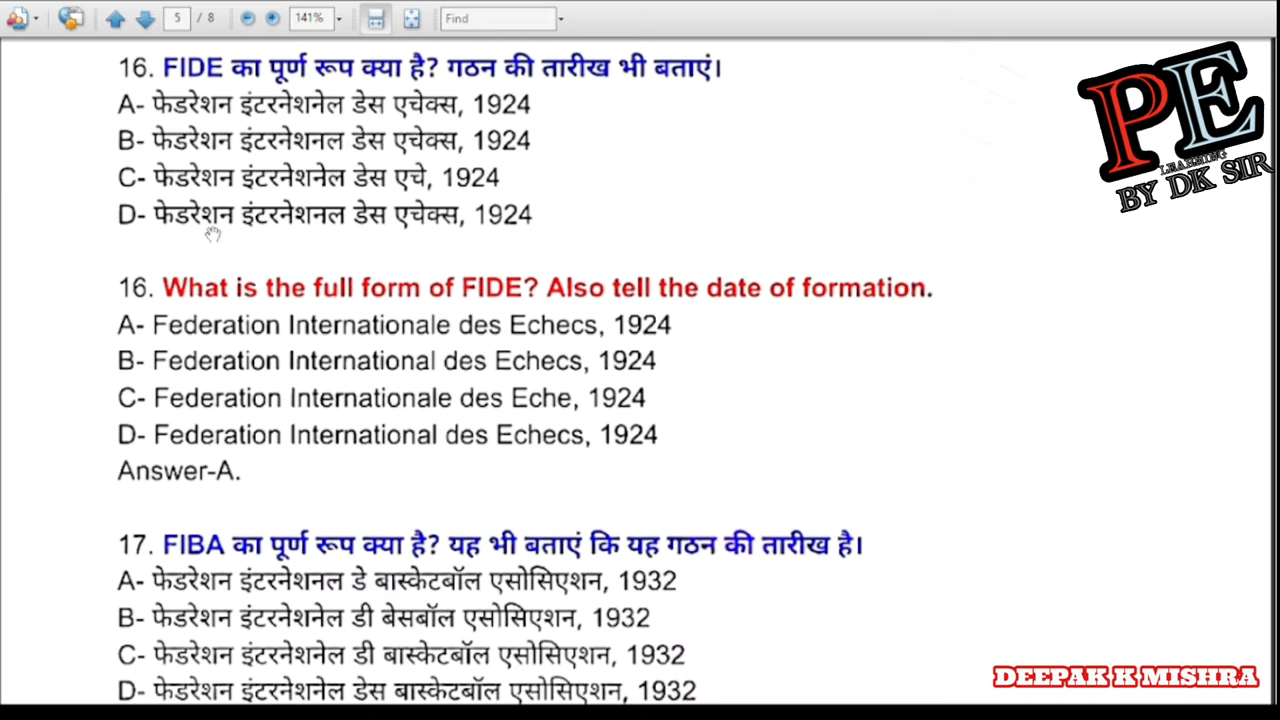 5 / 8
141%
Find
16. FIDE का पूर्ण रूप क्या है? गठन की तारीख भी बताएं।
A- फेडरेशन इंटरनेशनेल डेस एचेक्स, 1924
B- फेडरेशन इंटरनेशनल डेस एचेक्स, 1924
C- फेडरेशन इंटरनेशनेल डेस एचे, 1924
D- फेडरेशन इंटरनेशनल डेस एचेक्स, 1924
PE
LEARNING
BY DK SIR
16. What is the full form of FIDE? Also tell the date of formation.
A- Federation Internationale des Echecs, 1924
B- Federation International des Echecs, 1924
C- Federation Internationale des Eche, 1924
D- Federation International des Echecs, 1924
Answer-A.
17. FIBA का पूर्ण रूप क्या है? यह भी बताएं कि यह गठन की तारीख है।
A- फेडरेशन इंटरनेशनल डे बास्केटबॉल एसोसिएशन, 1932
B- फेडरेशन इंटरनेशनेल डी बेसबॉल एसोसिएशन, 1932
C- फेडरेशन इंटरनेशनेल डी बास्केटबॉल एसोसिएशन, 1932
D- फेडरेशन इंटरनेशनेल डेस बास्केटबॉल एसोसिएशन, 1932
DEEPAK K MISHRA